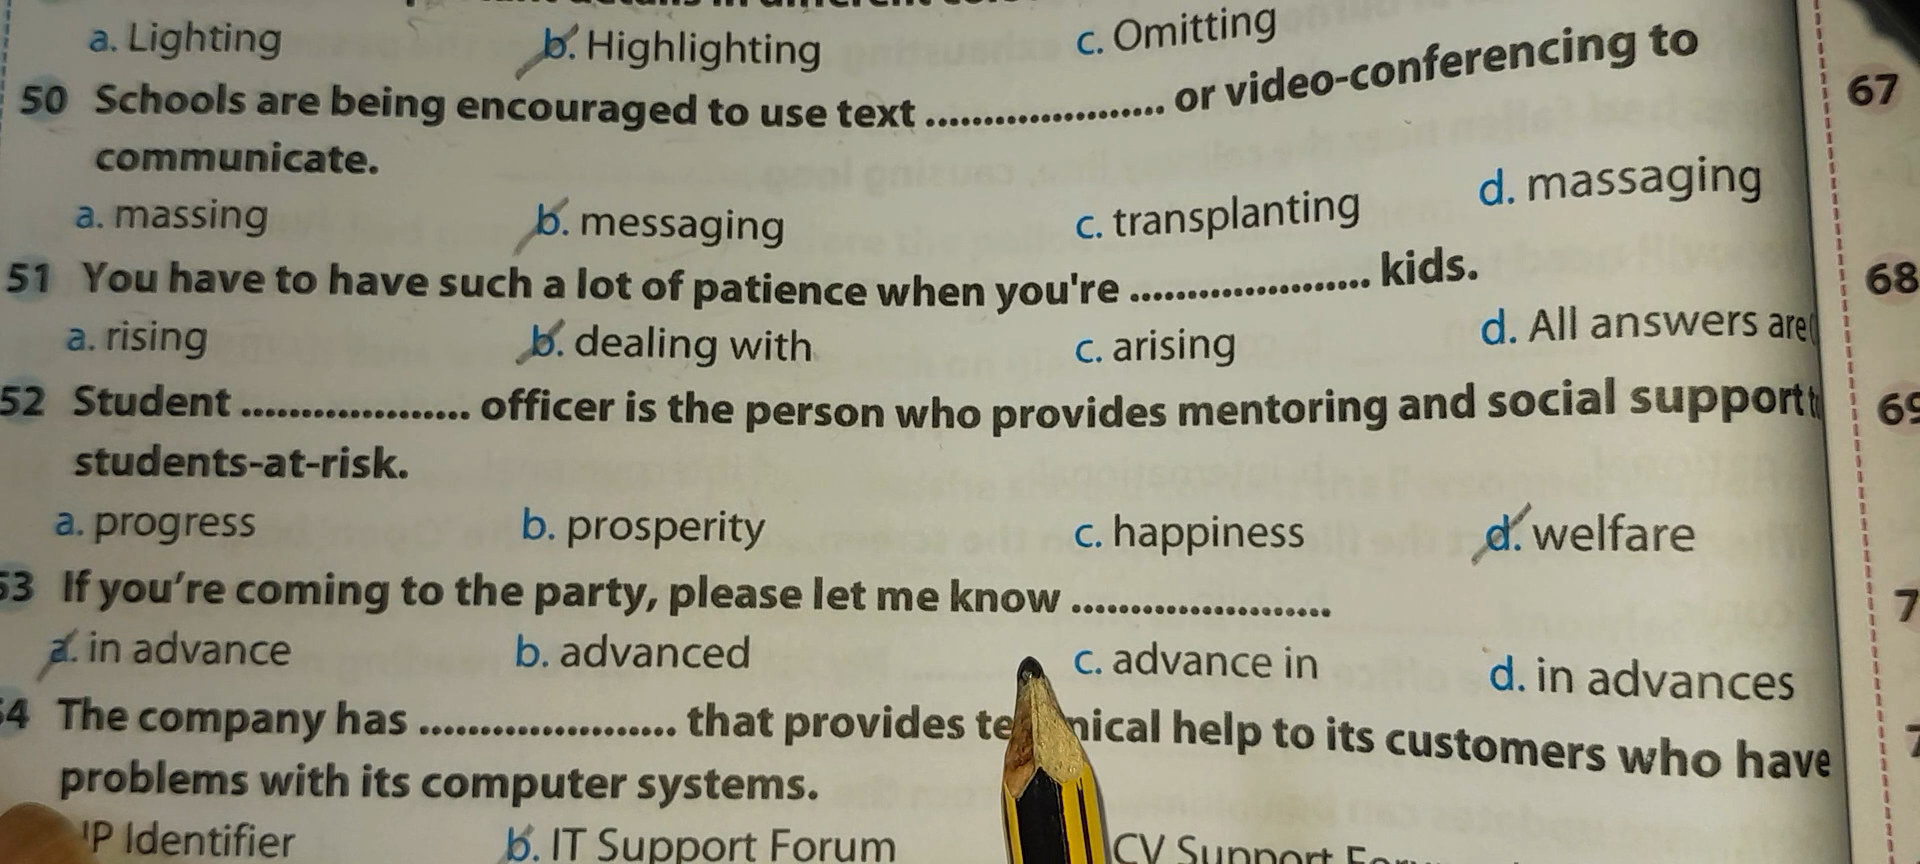 a. Lighting b. Highlighting c. Omitting
50 Schools are being encouraged to use text .................... or video-conferencing to 67
communicate.
a. massing b. messaging c. transplanting d. massaging
51 You have to have such a lot of patience when you're .................... kids. 68
a. rising b. dealing with c. arising d. All answers are
52 Student ................... officer is the person who provides mentoring and social support
students-at-risk.
a. progress b. prosperity c. happiness d. welfare
53 If you're coming to the party, please let me know ......................
a. in advance b. advanced c. advance in d. in advances
The company has ..................... that provides help to its customers who have
problems with its computer systems.
IP Identifier b. IT Support Forum CV Support